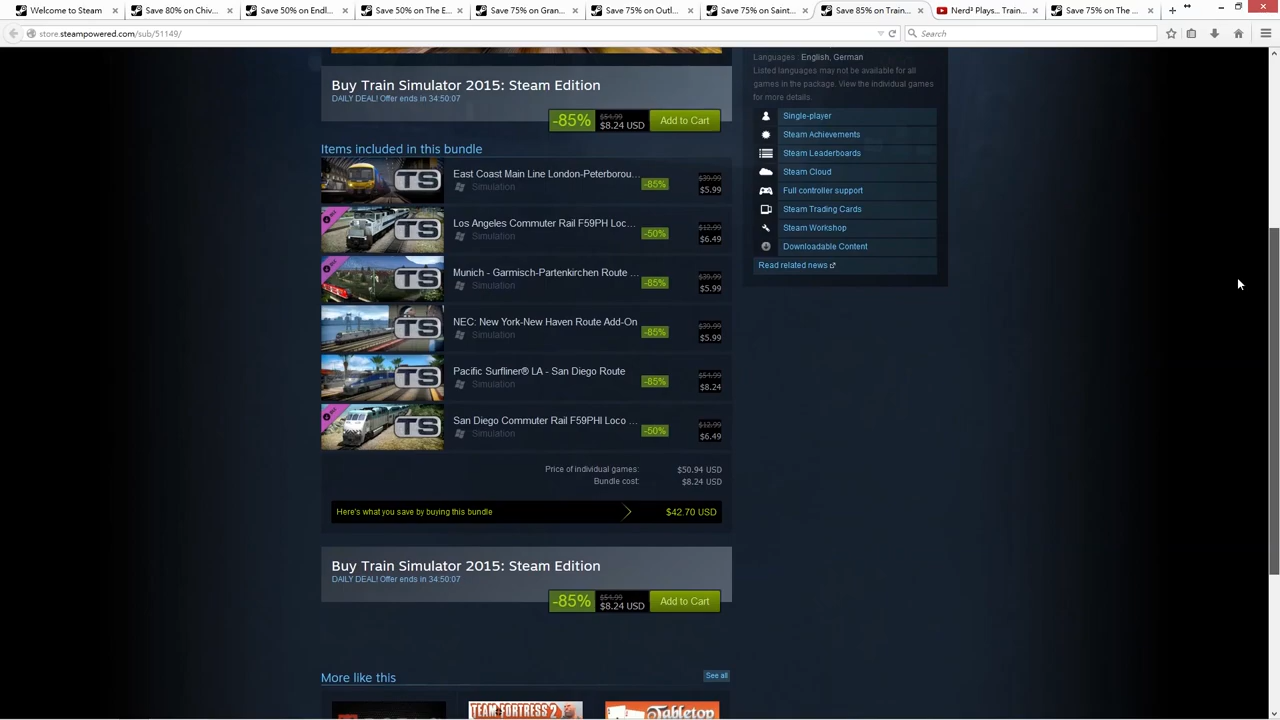 Welcome to Steam
Save 80% on Chiv...
Save 50% on Endl...
Save 50% on The E...
Save 75% on Gran...
Save 75% on Outl...
Save 75% on Saint...
Save 85% on Train...
Nerd³ Plays... Train...
Save 75% on The ...
store.steampowered.com/sub/51149/
Search
Languages : English, German
Listed languages may not be available for all
games in the package. View the individual games
for more details.
Buy Train Simulator 2015: Steam Edition
DAILY DEAL! Offer ends in 34:50:07
-85% $54.99 $8.24 USD Add to Cart
Single-player
Steam Achievements
Steam Leaderboards
Steam Cloud
Full controller support
Steam Trading Cards
Steam Workshop
Downloadable Content
Read related news
Items included in this bundle
TS
East Coast Main Line London-Peterborou...
Simulation
-85% $39.99 $5.99
TS
Los Angeles Commuter Rail F59PH Loc...
Simulation
-50% $12.99 $6.49
TS
Munich - Garmisch-Partenkirchen Route ...
Simulation
-85% $39.99 $5.99
TS
NEC: New York-New Haven Route Add-On
Simulation
-85% $39.99 $5.99
TS
Pacific Surfliner® LA - San Diego Route
Simulation
-85% $54.99 $8.24
TS
San Diego Commuter Rail F59PHI Loco ...
Simulation
-50% $12.99 $6.49
Price of individual games: $50.94 USD
Bundle cost: $8.24 USD
Here's what you save by buying this bundle $42.70 USD
Buy Train Simulator 2015: Steam Edition
DAILY DEAL! Offer ends in 34:50:07
-85% $54.99 $8.24 USD Add to Cart
More like this
See all
TEAM FORTRESS 2
Tabletop